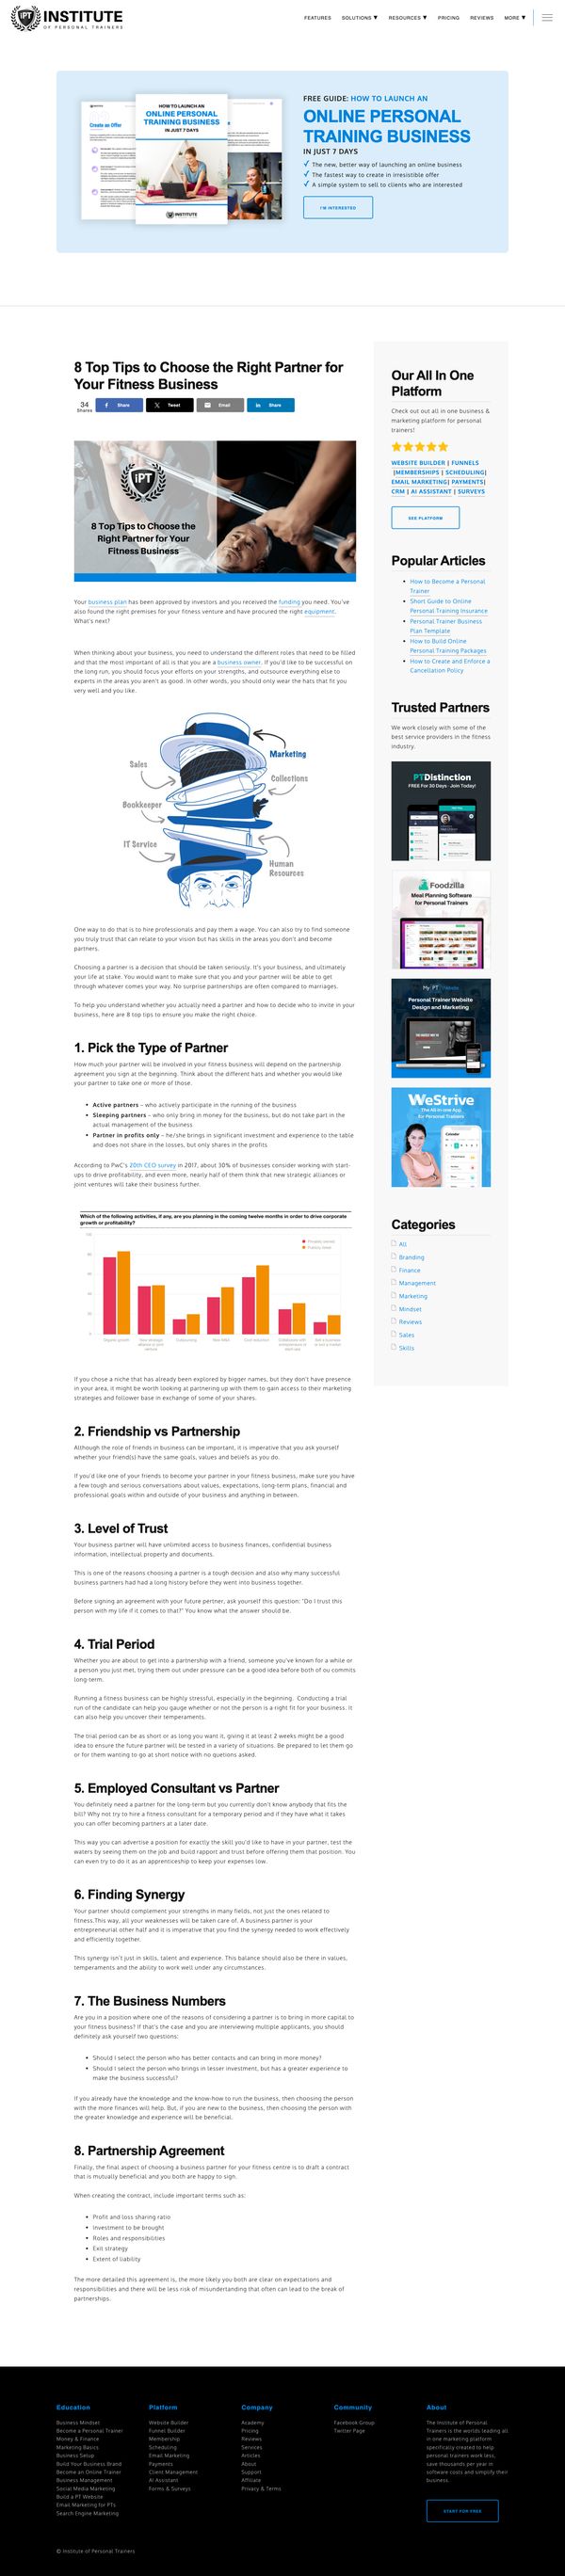 INSTITUTE
OF PERSONAL TRAINERS
FEATURES SOLUTIONS ▼ RESOURCES ▼ PRICING REVIEWS MORE ▼
HOW TO LAUNCH AN
ONLINE PERSONAL
TRAINING BUSINESS
IN JUST 7 DAYS
Create an Offer
INSTITUTE
FREE GUIDE: HOW TO LAUNCH AN
ONLINE PERSONAL
TRAINING BUSINESS
IN JUST 7 DAYS
✓ The new, better way of launching an online business
✓ The fastest way to create in irresistible offer
✓ A simple system to sell to clients who are interested
I'M INTERESTED
8 Top Tips to Choose the Right Partner for
Your Fitness Business
34
Shares
Share
Tweet
Email
Share
iPT
8 Top Tips to Choose the
Right Partner for Your
Fitness Business
Your business plan has been approved by investors and you received the funding you need. You've
also found the right premises for your fitness venture and have procured the right equipment.
What's next?
When thinking about your business, you need to understand the different roles that need to be filled
and that the most important of all is that you are a business owner. If you'd like to be successful on
the long run, you should focus your efforts on your strengths, and outsource everything else to
experts in the areas you aren't as good. In other words, you should only wear the hats that fit you
very well and you like.
Marketing
Sales
Collections
Bookkeeper
IT Service
Human
Resources
One way to do that is to hire professionals and pay them a wage. You can also try to find someone
you truly trust that can relate to your vision but has skills in the areas you don't and become
partners.
Choosing a partner is a decision that should be taken seriously. It's your business, and ultimately
your life at stake. You would want to make sure that you and your partner will be able to get
through whatever comes your way. No surprise partnerships are often compared to marriages.
To help you understand whether you actually need a partner and how to decide who to invite in your
business, here are 8 top tips to ensure you make the right choice.
1. Pick the Type of Partner
How much your partner will be involved in your fitness business will depend on the partnership
agreement you sign at the beginning. Think about the different hats and whether you would like
your partner to take one or more of those.
• Active partners – who actively participate in the running of the business
• Sleeping partners – who only bring in money for the business, but do not take part in the
actual management of the business
• Partner in profits only – he/she brings in significant investment and experience to the table
and does not share in the losses, but only shares in the profits.
According to PwC's 20th CEO survey in 2017, about 30% of businesses consider working with start-
ups to drive profitability, and even more, nearly half of them think that new strategic alliances or
joint ventures will take their business further.
Which of the following activities, if any, are you planning in the coming twelve months in order to drive corporate
growth or profitability?
If you chose a niche that has already been explored by bigger names, but they don't have presence
in your area, it might be worth looking at partnering up with them to gain access to their marketing
strategies and follower base in exchange of some of your shares.
2. Friendship vs Partnership
Although the role of friends in business can be important, it is imperative that you ask yourself
whether your friend(s) have the same goals, values and beliefs as you do.
If you'd like one of your friends to become your partner in your fitness business, make sure you have
a few tough and serious conversations about values, expectations, long-term plans, financial and
professional goals within and outside of your business and anything in between.
3. Level of Trust
Your business partner will have unlimited access to business finances, confidential business
information, intellectual property and documents.
This is one of the reasons choosing a partner is a tough decision and also why many successful
business partners had had a long history before they went into business together.
Before signing an agreement with your future pertner, ask yourself this question: "Do I trust this
person with my life if it comes to that?" You know what the answer should be.
4. Trial Period
Whether you are about to get into a partnership with a friend, someone you've known for a while or
a person you just met, trying them out under pressure can be a good idea before both of ou commits
long-term.
Running a fitness business can be highly stressful, especially in the beginning . Conducting a trial
run of the candidate can help you gauge whether or not the person is a right fit for your business. It
can also help you uncover their temperaments.
The trial period can be as short or as long you want it, giving it at least 2 weeks might be a good
idea to ensure the future partner will be tested in a variety of situations. Be prepared to let them go
or for them wanting to go at short notice with no quetions asked.
5. Employed Consultant vs Partner
You definitely need a partner for the long-term but you currently don't know anybody that fits the
bill? Why not try to hire a fitness consultant for a temporary period and if they have what it takes
you can offer becoming partners at a later date.
This way you can advertise a position for exactly the skill you'd like to have in your partner, test the
waters by seeing them on the job and build rapport and trust before offering them that position. You
can even try to do it as an apprenticeship to keep your expenses low.
6. Finding Synergy
Your partner should complement your strengths in many fields, not just the ones related to
fitness.This way, all your weaknesses will be taken care of. A business partner is your
entrepreneurial other half and it is imperative that you find the synergy needed to work effectively
and efficiently together.
This synergy isn't just in skills, talent and experience. This balance should also be there in values,
temperaments and the ability to work well under any circumstances.
7. The Business Numbers
Are you in a position where one of the reasons of considering a partner is to bring in more capital to
your fitness business? If that's the case and you are interviewing multiple applicants, you should
definitely ask yourself two questions:
• Should I select the person who has better contacts and can bring in more money?
• Should I select the person who brings in lesser investment, but has a greater experience to
make the business successful?
If you already have the knowledge and the know-how to run the business, then choosing the person
with the more finances will help. But, if you are new to the business, then choosing the person with
the greater knowledge and experience will be beneficial.
8. Partnership Agreement
Finally, the final aspect of choosing a business partner for your fitness centre is to draft a contract
that is mutually beneficial and you both are happy to sign.
When creating the contract, include important terms such as:
• Profit and loss sharing ratio
• Investment to be brought
• Roles and responsibilities
• Exit strategy
• Extent of liability
The more detailed this agreement is, the more likely you both are clear on expectations and
responsibilities and there will be less risk of misunderstanding that often can lead to the break of
partnerships.
Our All In One
Platform
Check out out all in one business &
marketing platform for personal
trainers!
WEBSITE BUILDER | FUNNELS
|MEMBERSHIPS | SCHEDULING|
EMAIL MARKETING| PAYMENTS|
CRM | AI ASSISTANT | SURVEYS
SEE PLATFORM
Popular Articles
• How to Become a Personal
Trainer
• Short Guide to Online
Personal Training Insurance
• Personal Trainer Business
Plan Template
• How to Build Online
Personal Training Packages
• How to Create and Enforce a
Cancellation Policy
Trusted Partners
We work closely with some of the
best service providers in the fitness
industry.
PTDistinction
FREE For 30 Days - Join Today!
Foodzilla
Meal Planning Software
for Personal Trainers
My PT Website
Personal Trainer Website
Design and Marketing
WeStrive
The All in one App
for Personal Trainers
Calendar
Categories
All
Branding
Finance
Management
Marketing
Mindset
Reviews
Sales
Skills
Education
Business Mindset
Become a Personal Trainer
Money & Finance
Marketing Basics
Business Setup
Build Your Business Brand
Become an Online Trainer
Business Management
Social Media Marketing
Build a PT Website
Email Marketing for PTs
Search Engine Marketing
Platform
Website Builder
Funnel Builder
Membership
Scheduling
Email Marketing
Payments
Client Management
AI Assistant
Forms & Surveys
Company
Academy
Pricing
Reviews
Services
Articles
About
Support
Affiliate
Privacy & Terms
Community
Facebook Group
Twitter Page
About
The Institute of Personal
Trainers is the worlds leading all
in one marketing platform
specifically created to help
personal trainers work less,
save thousands per year in
software costs and simplify their
business.
START FOR FREE
© Institute of Personal Trainers